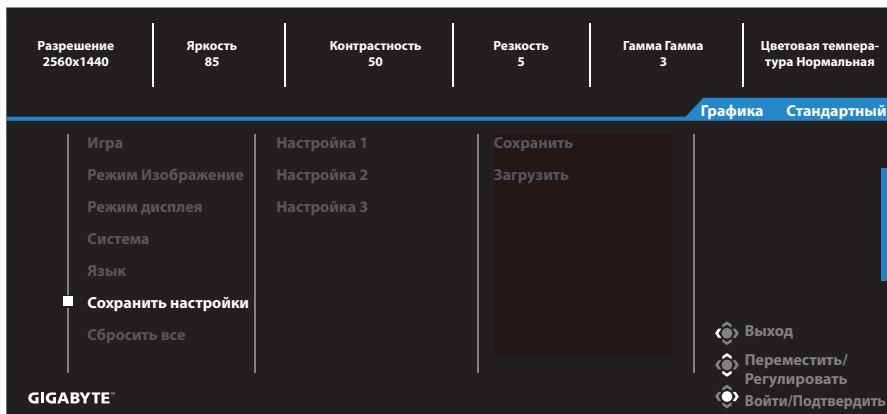 Разрешение
2560x1440
Яркость
85
Контрастность
50
Резкость
5
Гамма Гамма
3
Цветовая темпера-
тура Нормальная
Графика Стандартный
Игра
Режим Изображение
Режим дисплея
Система
Язык
Сохранить настройки
Сбросить все
Настройка 1
Настройка 2
Настройка 3
Сохранить
Загрузить
Выход
Переместить/
Регулировать
Войти/Подтвердить
GIGABYTE™